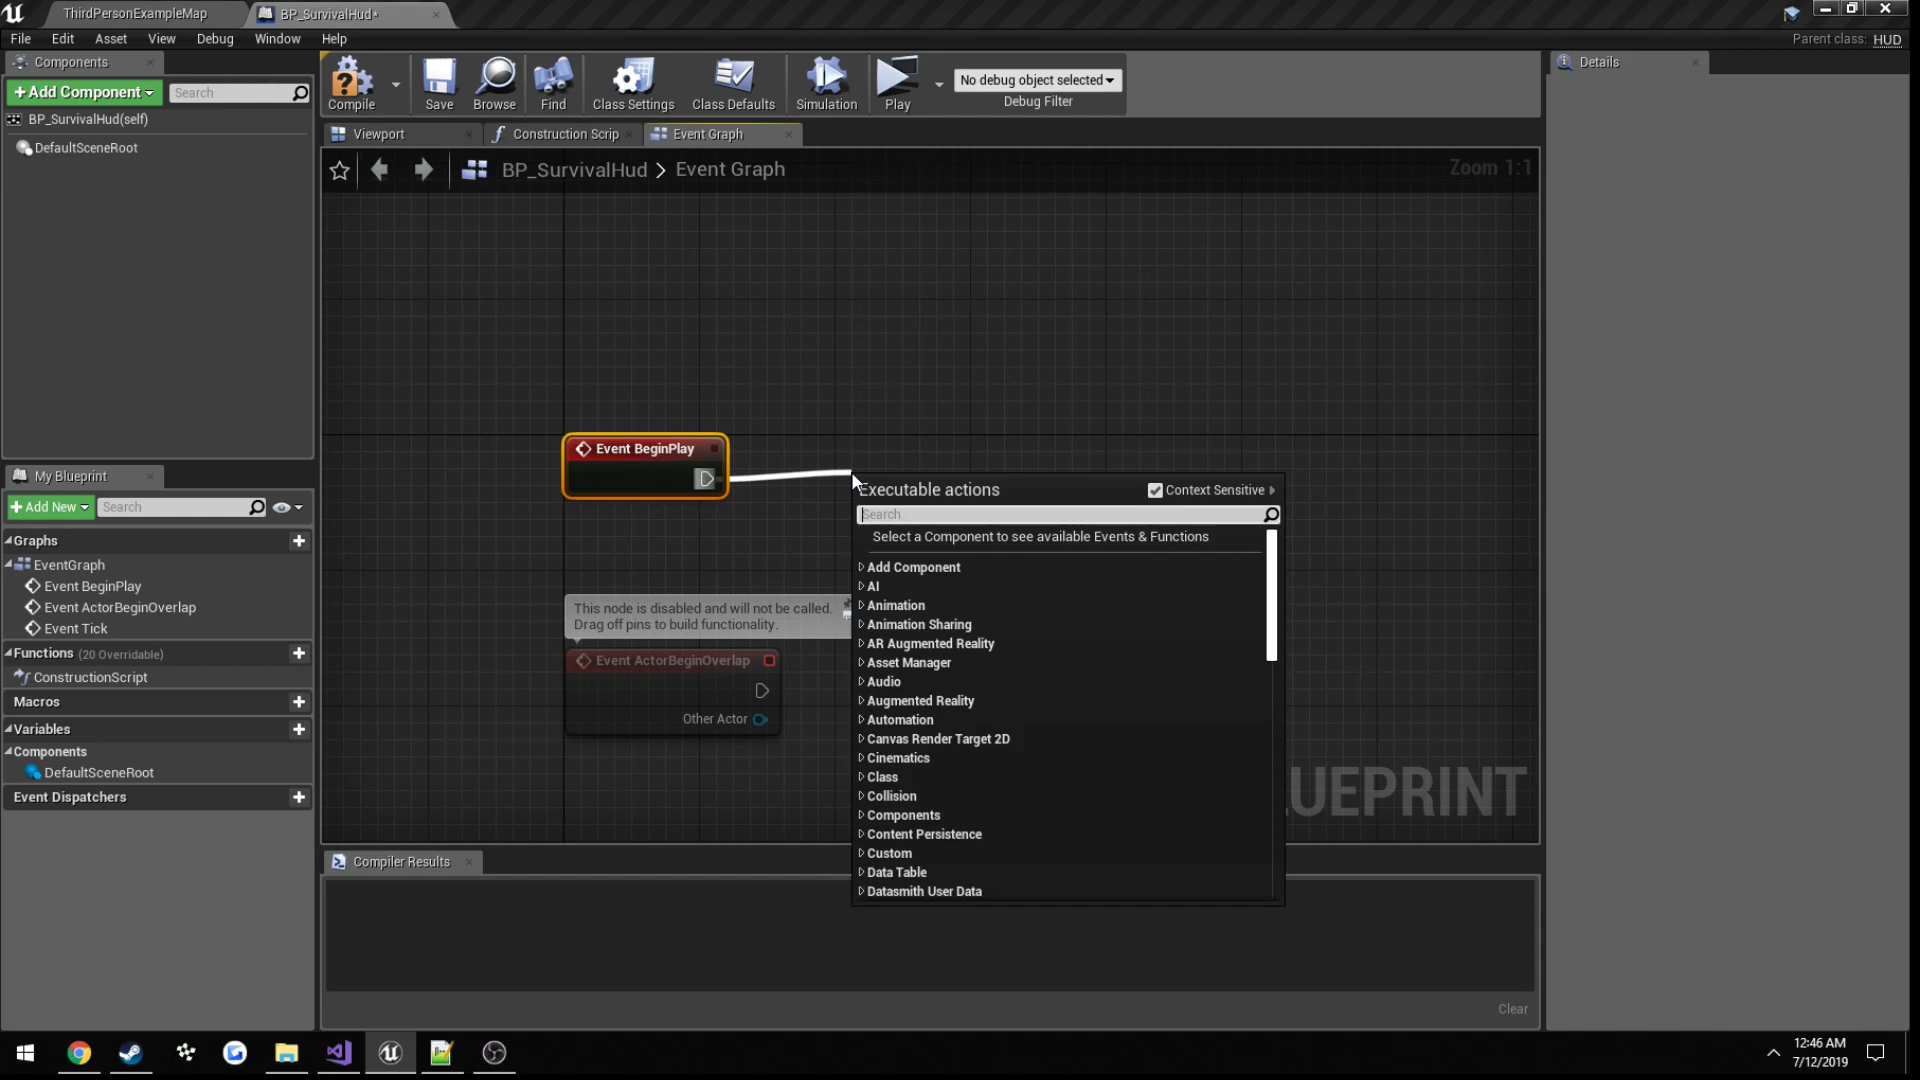 ThirdPersonExampleMap
BP_SurvivalHud*
File Edit Asset View Debug Window Help
Parent class: HUD
Components
Add Component
Search
BP_SurvivalHud(self)
DefaultSceneRoot
Compile
Save
Browse
Find
Class Settings
Class Defaults
Simulation
Play
No debug object selected
Debug Filter
Details
Viewport
Construction Scrip
Event Graph
BP_SurvivalHud > Event Graph
Zoom 1:1
Event BeginPlay
This node is disabled and will not be called.
Drag off pins to build functionality.
Event ActorBeginOverlap
Other Actor
Executable actions
Context Sensitive
Search
Select a Component to see available Events & Functions
Add Component
AI
Animation
Animation Sharing
AR Augmented Reality
Asset Manager
Audio
Augmented Reality
Automation
Canvas Render Target 2D
Cinematics
Class
Collision
Components
Content Persistence
Custom
Data Table
Datasmith User Data
UEPRINT
My Blueprint
Add New
Search
Graphs
EventGraph
Event BeginPlay
Event ActorBeginOverlap
Event Tick
Functions (20 Overridable)
ConstructionScript
Macros
Variables
Components
DefaultSceneRoot
Event Dispatchers
Compiler Results
Clear
12:46 AM
7/12/2019